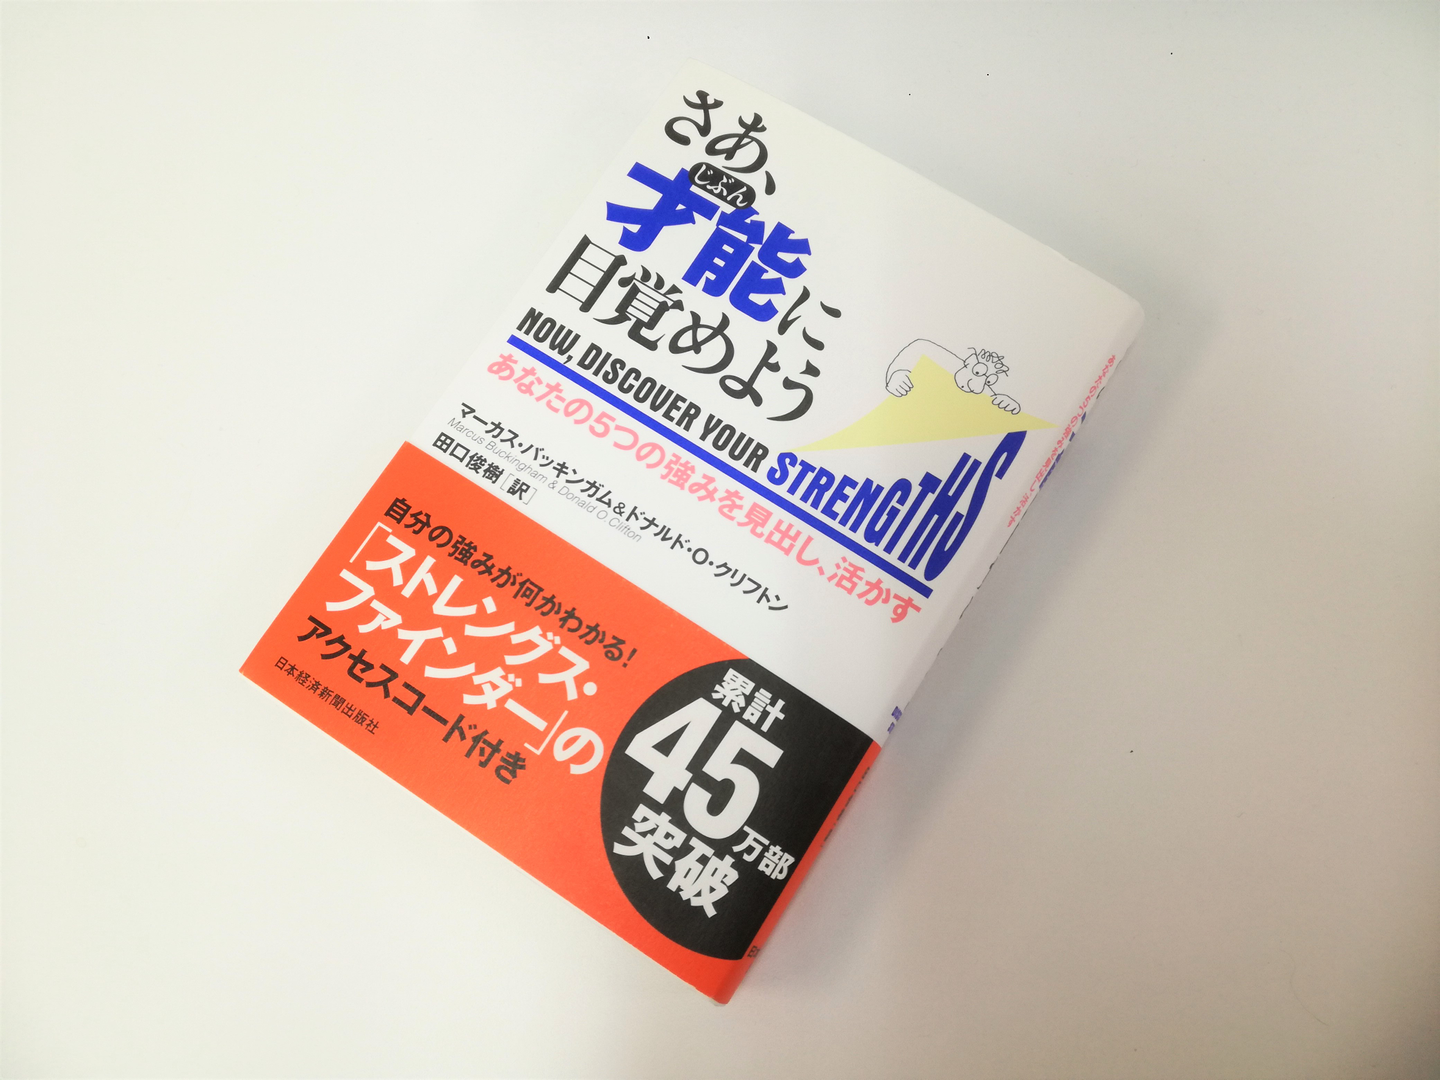 さあ、
じぶん
才能に
目覚めよう
NOW, DISCOVER YOUR STRENGTHS
あなたの5つの強みを見出し、活かす
マーカス・バッキンガム&ドナルド・O・クリフトン
Marcus Buckingham & Donald O. Clifton
田口俊樹[訳]
自分の強みが何かわかる!
「ストレングス・
ファインダー」の
アクセスコード付き
日本経済新聞出版社
累計
45万部
突破